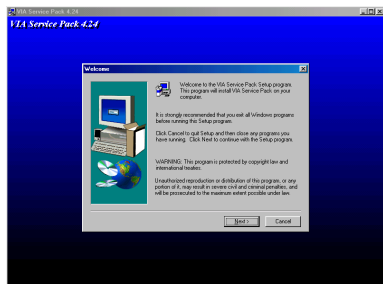 VIA Service Pack 4.24
VIA Service Pack 4.24
Welcome
Welcome to the VIA Service Pack Setup program.
This program will install VIA Service Pack on your
computer.
It is strongly recommended that you exit all Windows programs
before running this Setup program.
Click Cancel to quit Setup and then close any programs you
have running. Click Next to continue with the Setup program.
WARNING: This program is protected by copyright law and
international treaties.
Unauthorized reproduction or distribution of this program, or any
portion of it, may result in severe civil and criminal penalties, and
will be prosecuted to the maximum extent possible under law.
Next >
Cancel